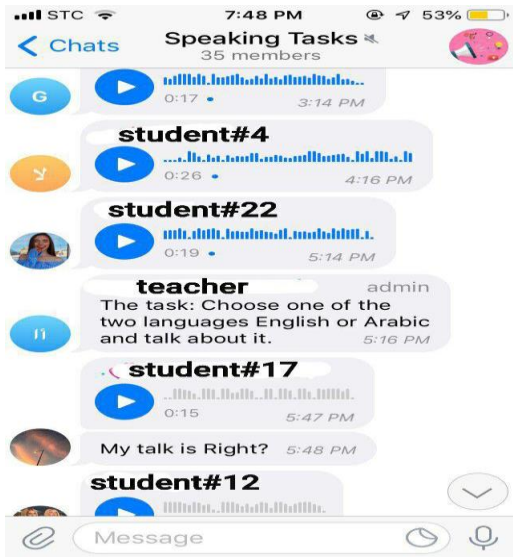 STC 7:48 PM 53%
Chats Speaking Tasks
35 members
G
0:17 3:14 PM
student#4
0:26 4:16 PM
student#22
0:19 5:14 PM
teacher admin
The task: Choose one of the
two languages English or Arabic
and talk about it. 5:16 PM
student#17
0:15 5:47 PM
My talk is Right? 5:48 PM
student#12
Message